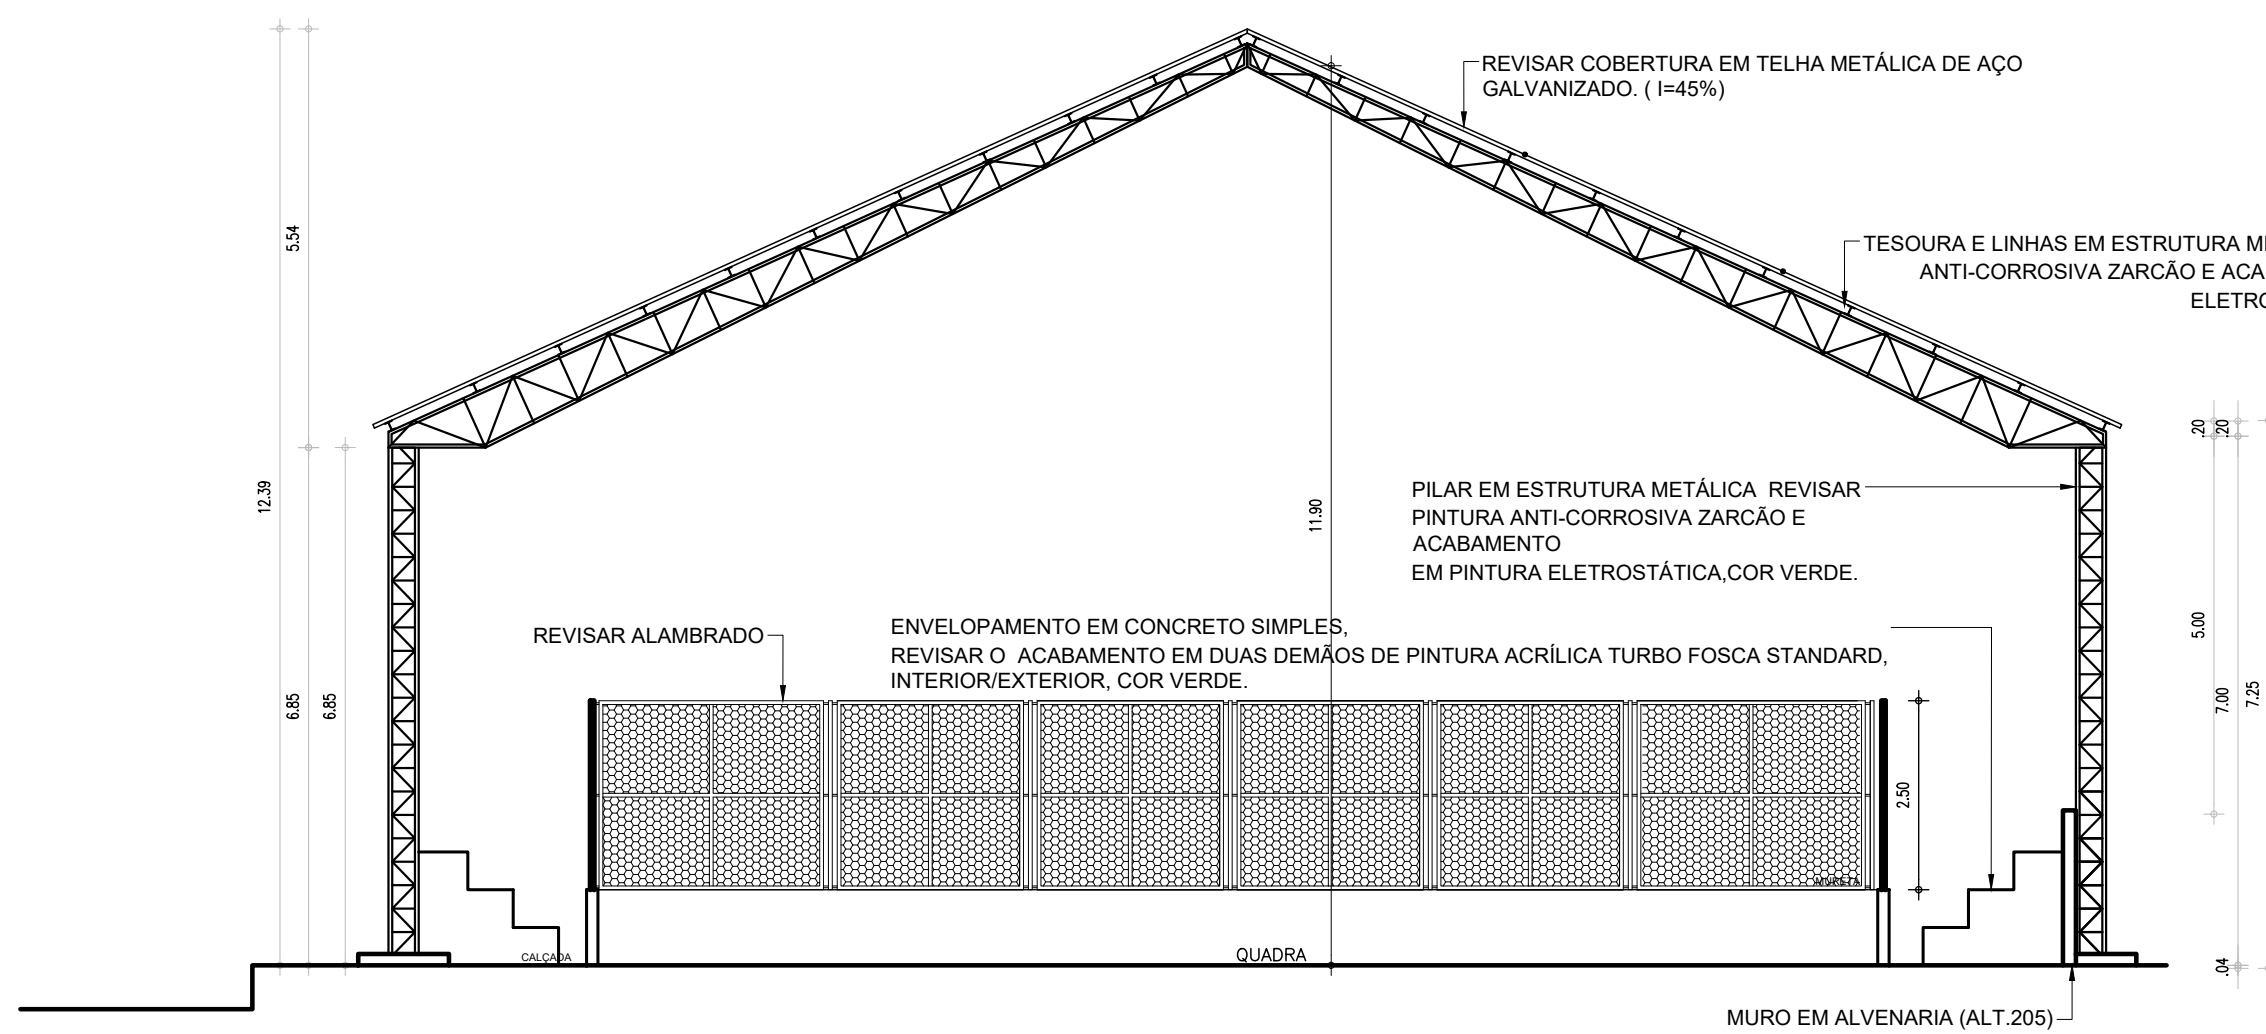 REVISAR COBERTURA EM TELHA METÁLICA DE AÇO
GALVANIZADO. ( I=45%)
5.54
TESOURA E LINHAS EM ESTRUTURA M
ANTI-CORROSIVA ZARCÃO E ACA
ELETRO
.20
.20
12.39
11.90
PILAR EM ESTRUTURA METÁLICA  REVISAR
PINTURA ANTI-CORROSIVA ZARCÃO E
ACABAMENTO
EM PINTURA ELETROSTÁTICA,COR VERDE.
5.00
REVISAR ALAMBRADO
ENVELOPAMENTO EM CONCRETO SIMPLES,
REVISAR O  ACABAMENTO EM DUAS DEMÃOS DE PINTURA ACRÍLICA TURBO FOSCA STANDARD,
INTERIOR/EXTERIOR, COR VERDE.
6.85
6.85
7.00
7.25
2.50
MURETA
CALÇADA
QUADRA
.04
MURO EM ALVENARIA (ALT.205)